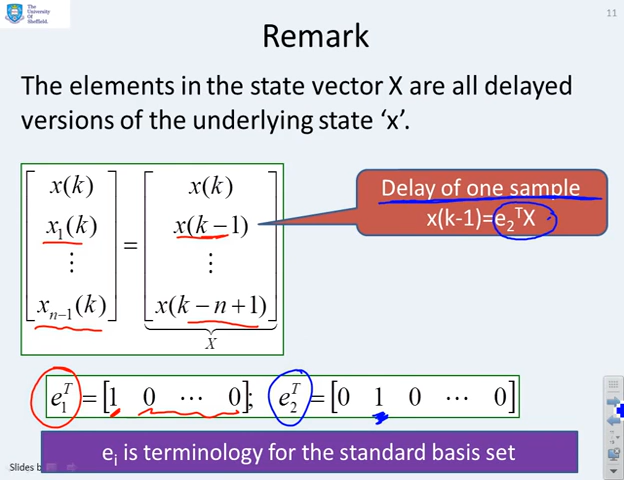 The
University
Of
Sheffield.
11
Remark
The elements in the state vector X are all delayed
versions of the underlying state ‘x’.
x(k)
x₁(k)
⋮
xₙ₋₁(k)
=
x(k)
x(k − 1)
⋮
x(k − n + 1)
X
Delay of one sample
x(k-1)=e₂ᵀX
e₁ᵀ = [1 0 ⋯ 0]; e₂ᵀ = [0 1 0 ⋯ 0]
eᵢ is terminology for the standard basis set
Slides b